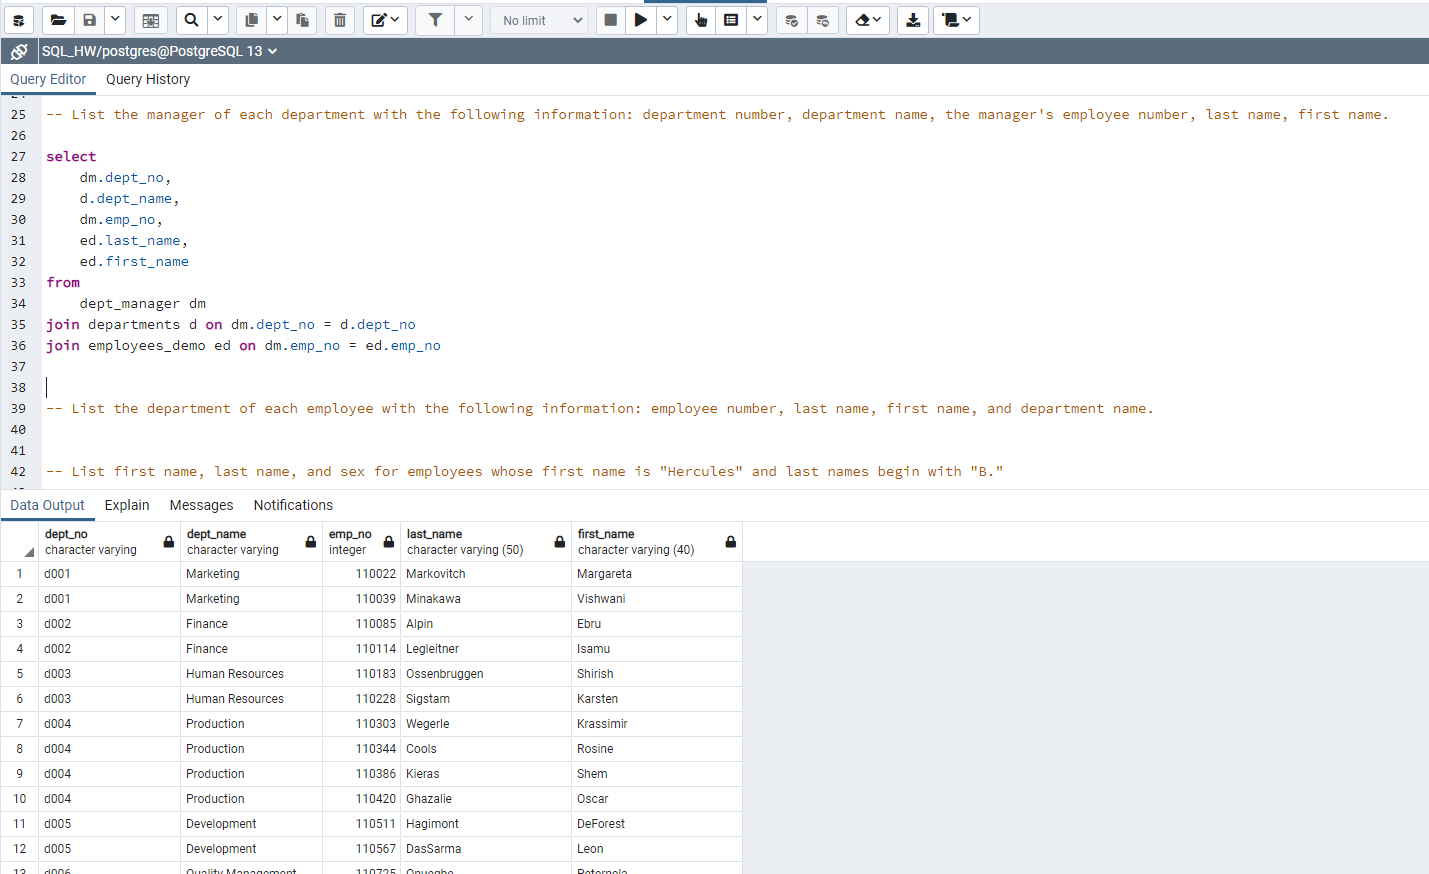 No limit
SQL_HW/postgres@PostgreSQL 13
Query Editor Query History
25 -- List the manager of each department with the following information: department number, department name, the manager's employee number, last name, first name.
26
27 select
28 dm.dept_no,
29 d.dept_name,
30 dm.emp_no,
31 ed.last_name,
32 ed.first_name
33 from
34 dept_manager dm
35 join departments d on dm.dept_no = d.dept_no
36 join employees_demo ed on dm.emp_no = ed.emp_no
37
38
39 -- List the department of each employee with the following information: employee number, last name, first name, and department name.
40
41
42 -- List first name, last name, and sex for employees whose first name is "Hercules" and last names begin with "B."
Data Output Explain Messages Notifications
dept_no dept_name emp_no last_name first_name
character varying character varying integer character varying (50) character varying (40)
1 d001 Marketing 110022 Markovitch Margareta
2 d001 Marketing 110039 Minakawa Vishwani
3 d002 Finance 110085 Alpin Ebru
4 d002 Finance 110114 Legleitner Isamu
5 d003 Human Resources 110183 Ossenbruggen Shirish
6 d003 Human Resources 110228 Sigstam Karsten
7 d004 Production 110303 Wegerle Krassimir
8 d004 Production 110344 Cools Rosine
9 d004 Production 110386 Kieras Shem
10 d004 Production 110420 Ghazalie Oscar
11 d005 Development 110511 Hagimont DeForest
12 d005 Development 110567 DasSarma Leon
13 d006 Quality Management 110725 Onuegbe